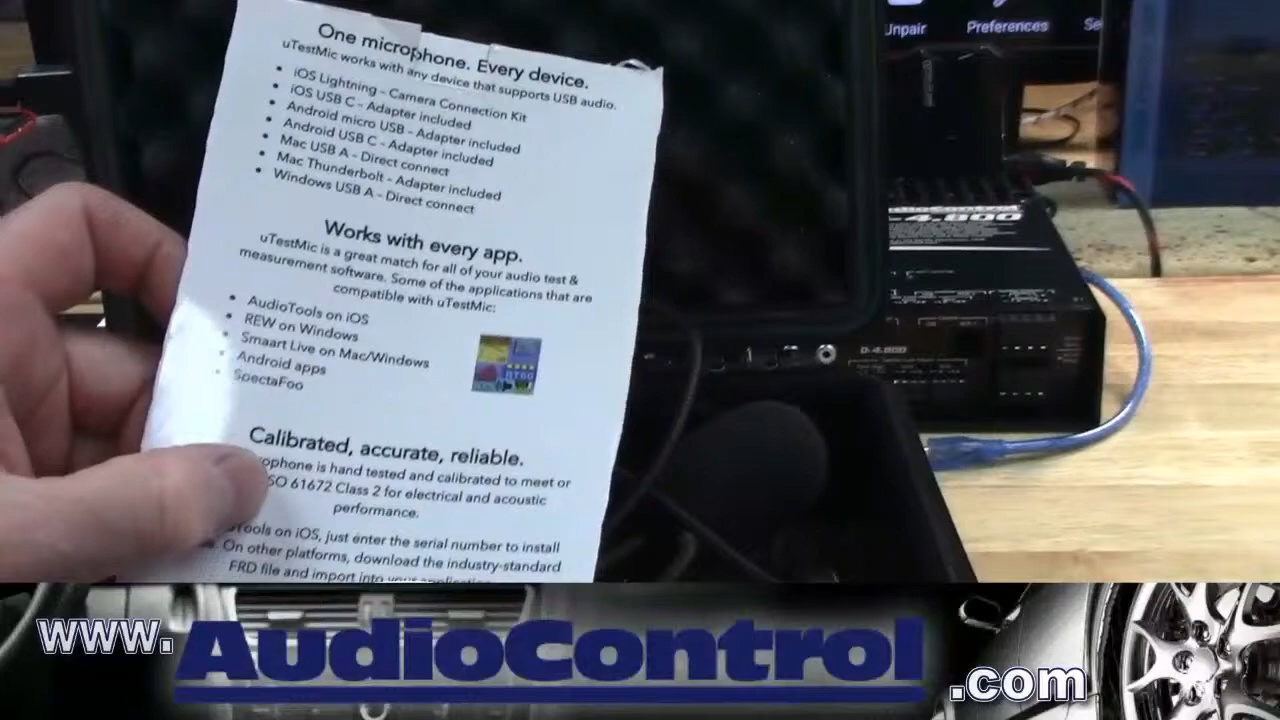 One microphone. Every device.
uTestMic works with any device that supports USB audio.
• iOS Lightning - Camera Connection Kit
• iOS USB C - Adapter included
• Android micro USB - Adapter included
• Android USB C - Adapter included
• Mac USB A - Direct connect
• Mac Thunderbolt - Adapter included
• Windows USB A - Direct connect
Works with every app.
uTestMic is a great match for all of your audio test &
measurement software. Some of the applications that are
compatible with uTestMic:
• AudioTools on iOS
• REW on Windows
• Smaart Live on Mac/Windows
• Android apps
• SpectaFoo
Calibrated, accurate, reliable.
rophone is hand tested and calibrated to meet or
SO 61672 Class 2 for electrical and acoustic
performance.
Tools on iOS, just enter the serial number to install
On other platforms, download the industry-standard
FRD file and import into your
Unpair
Preferences
Se
dioControl
-4.800
D-4.800
www.AudioControl.com